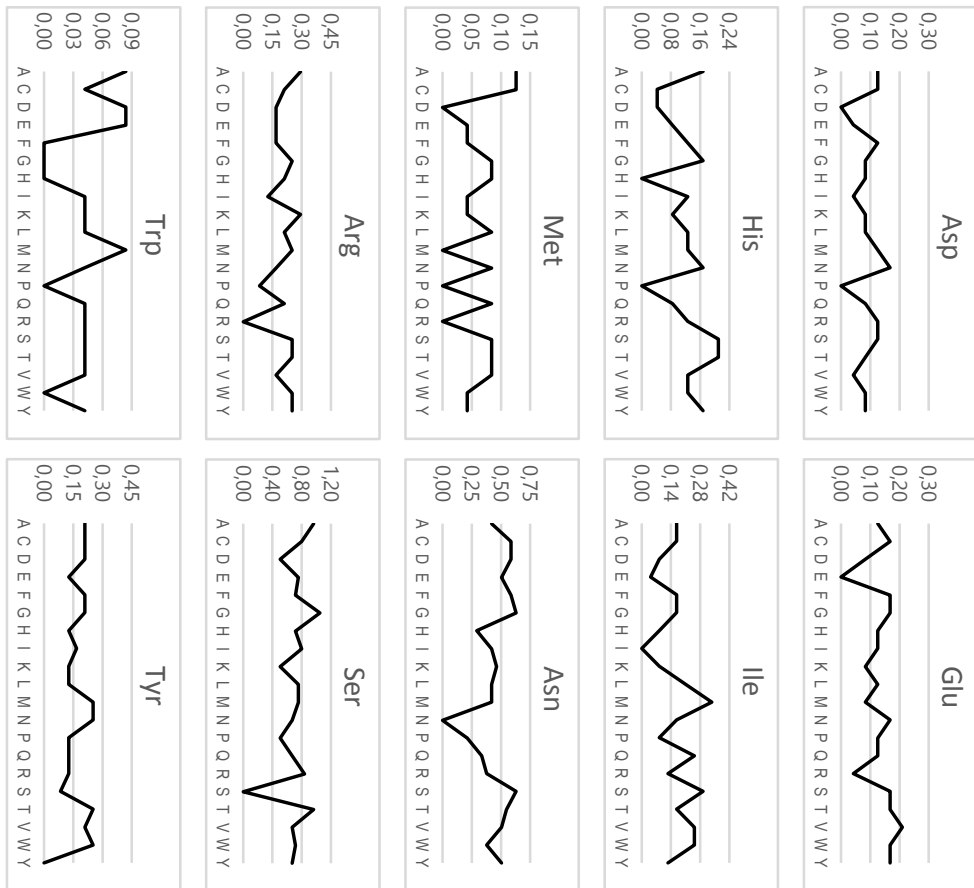 Asp
0,30
0,20
0,10
0,00
A C D E F G H I K L M N P Q R S T V W Y
Glu
0,30
0,20
0,10
0,00
A C D E F G H I K L M N P Q R S T V W Y
His
0,24
0,16
0,08
0,00
A C D E F G H I K L M N P Q R S T V W Y
Ile
0,42
0,28
0,14
0,00
A C D E F G H I K L M N P Q R S T V W Y
Met
0,15
0,10
0,05
0,00
A C D E F G H I K L M N P Q R S T V W Y
Asn
0,75
0,50
0,25
0,00
A C D E F G H I K L M N P Q R S T V W Y
Arg
0,45
0,30
0,15
0,00
A C D E F G H I K L M N P Q R S T V W Y
Ser
1,20
0,80
0,40
0,00
A C D E F G H I K L M N P Q R S T V W Y
Trp
0,09
0,06
0,03
0,00
A C D E F G H I K L M N P Q R S T V W Y
Tyr
0,45
0,30
0,15
0,00
A C D E F G H I K L M N P Q R S T V W Y